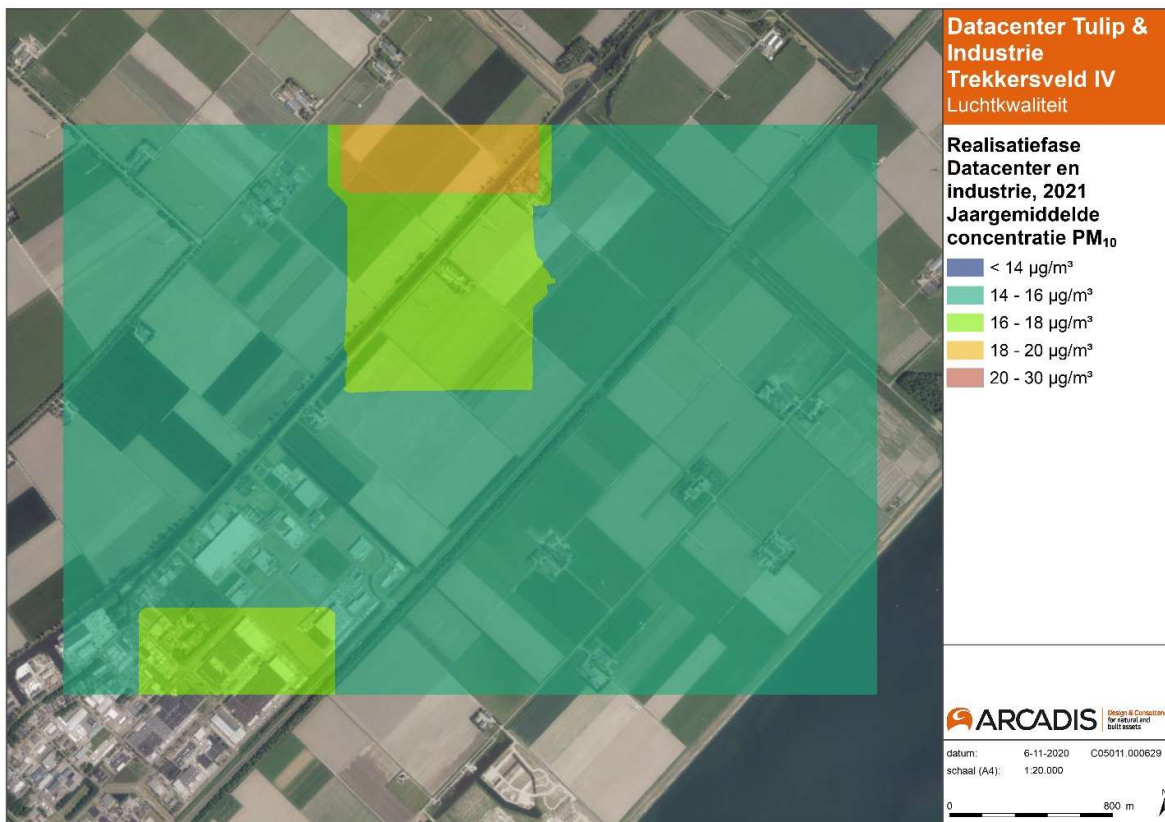 Datacenter Tulip &
Industrie
Trekkersveld IV
Luchtkwaliteit
Realisatiefase
Datacenter en
industrie, 2021
Jaargemiddelde
concentratie PM₁₀
< 14 µg/m³
14 - 16 µg/m³
16 - 18 µg/m³
18 - 20 µg/m³
20 - 30 µg/m³
ARCADIS
Design & Consultanc
for natural and
built assets
datum: 6-11-2020 C05011.000629
schaal (A4): 1:20.000
0 800 m
N